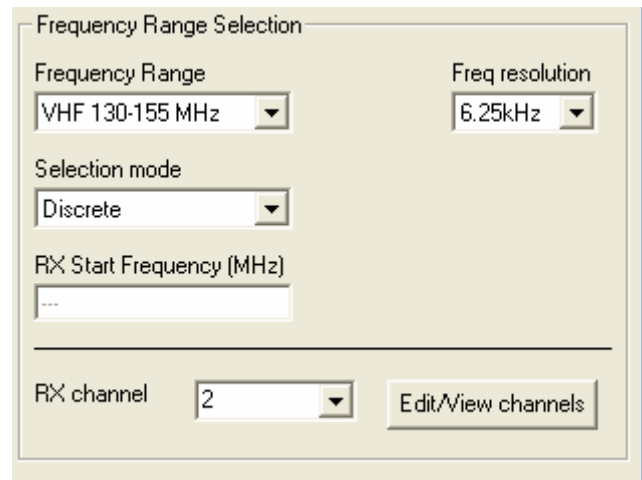 Frequency Range Selection
Frequency Range
Freq resolution
VHF 130-155 MHz
6.25kHz
Selection mode
Discrete
RX Start Frequency (MHz)
---
RX channel
2
Edit/View channels